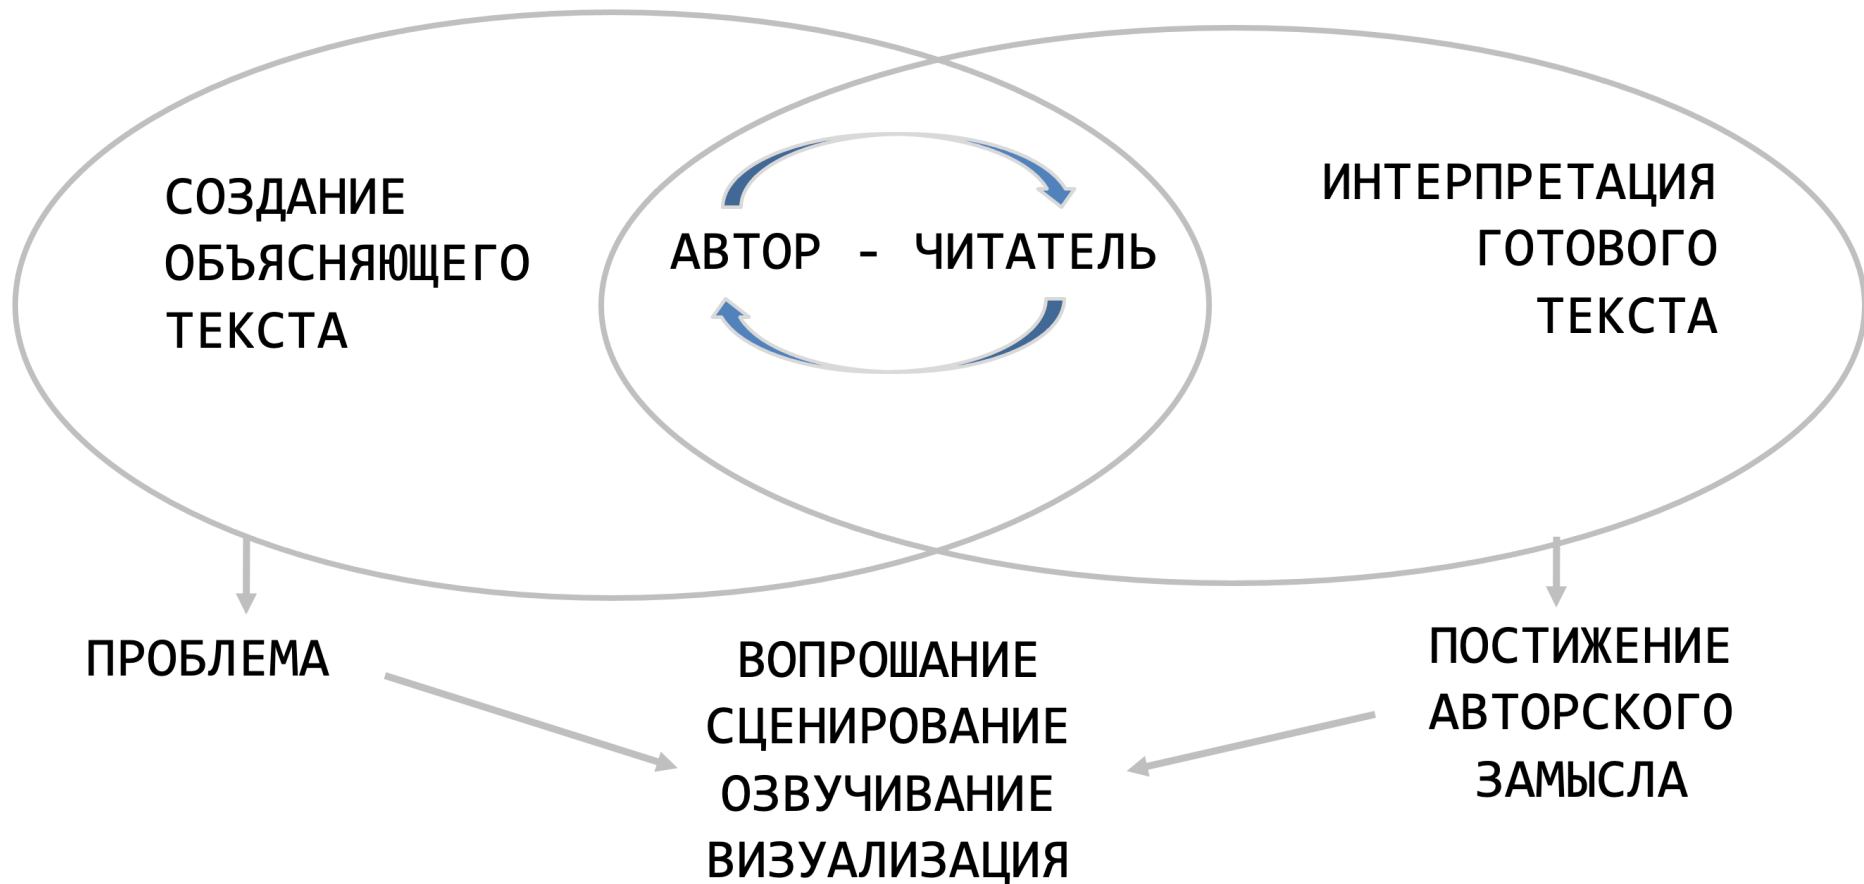 СОЗДАНИЕ
ОБЪЯСНЯЮЩЕГО
ТЕКСТА
АВТОР - ЧИТАТЕЛЬ
ИНТЕРПРЕТАЦИЯ
ГОТОВОГО
ТЕКСТА
ПРОБЛЕМА
ВОПРОШАНИЕ
СЦЕНИРОВАНИЕ
ОЗВУЧИВАНИЕ
ВИЗУАЛИЗАЦИЯ
ПОСТИЖЕНИЕ
АВТОРСКОГО
ЗАМЫСЛА